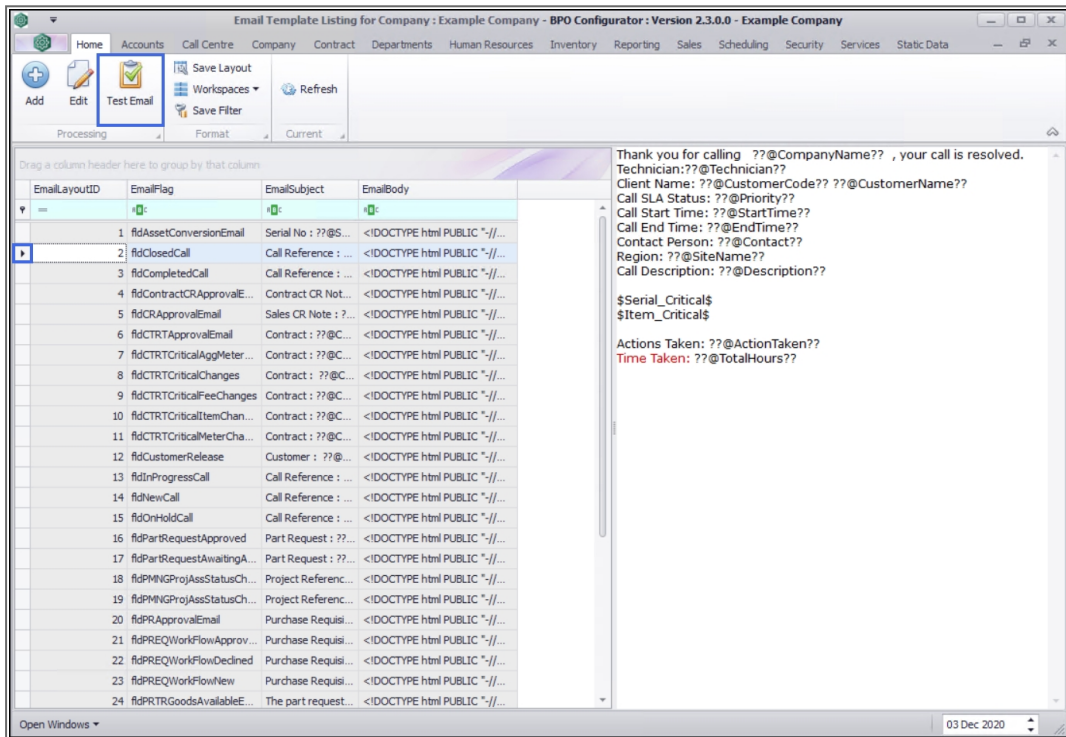 Email Template Listing for Company : Example Company - BPO Configurator : Version 2.3.0.0 - Example Company
Home Accounts Call Centre Company Contract Departments Human Resources Inventory Reporting Sales Scheduling Security Services Static Data
Add Edit Test Email Save Layout Workspaces Save Filter Refresh
Processing Format Current
Drag a column header here to group by that column
EmailLayoutID EmailFlag EmailSubject EmailBody
= ABC ABC ABC
1 fldAssetConversionEmail Serial No : ??@S... <!DOCTYPE html PUBLIC "-//...
2 fldClosedCall Call Reference : ... <!DOCTYPE html PUBLIC "-//...
3 fldCompletedCall Call Reference : ... <!DOCTYPE html PUBLIC "-//...
4 fldContractCRApprovalE... Contract CR Not... <!DOCTYPE html PUBLIC "-//...
5 fldCRApprovalEmail Sales CR Note : ?... <!DOCTYPE html PUBLIC "-//...
6 fldCTRTApprovalEmail Contract : ??@C... <!DOCTYPE html PUBLIC "-//...
7 fldCTRTCriticalAggMeter... Contract : ??@C... <!DOCTYPE html PUBLIC "-//...
8 fldCTRTCriticalChanges Contract : ??@C... <!DOCTYPE html PUBLIC "-//...
9 fldCTRTCriticalFeeChanges Contract : ??@C... <!DOCTYPE html PUBLIC "-//...
10 fldCTRTCriticalItemChan... Contract : ??@C... <!DOCTYPE html PUBLIC "-//...
11 fldCTRTCriticalMeterCha... Contract : ??@C... <!DOCTYPE html PUBLIC "-//...
12 fldCustomerRelease Customer : ??@... <!DOCTYPE html PUBLIC "-//...
13 fldInProgressCall Call Reference : ... <!DOCTYPE html PUBLIC "-//...
14 fldNewCall Call Reference : ... <!DOCTYPE html PUBLIC "-//...
15 fldOnHoldCall Call Reference : ... <!DOCTYPE html PUBLIC "-//...
16 fldPartRequestApproved Part Request : ??... <!DOCTYPE html PUBLIC "-//...
17 fldPartRequestAwaitingA... Part Request : ??... <!DOCTYPE html PUBLIC "-//...
18 fldPMNGProjAssStatusCh... Project Referenc... <!DOCTYPE html PUBLIC "-//...
19 fldPMNGProjAssStatusCh... Project Referenc... <!DOCTYPE html PUBLIC "-//...
20 fldPRApprovalEmail Purchase Requisi... <!DOCTYPE html PUBLIC "-//...
21 fldPREQWorkFlowApprov... Purchase Requisi... <!DOCTYPE html PUBLIC "-//...
22 fldPREQWorkFlowDeclined Purchase Requisi... <!DOCTYPE html PUBLIC "-//...
23 fldPREQWorkFlowNew Purchase Requisi... <!DOCTYPE html PUBLIC "-//...
24 fldPRTRGoodsAvailableE... The part request... <!DOCTYPE html PUBLIC "-//...
Thank you for calling ??@CompanyName?? , your call is resolved.
Technician:??@Technician??
Client Name: ??@CustomerCode?? ??@CustomerName??
Call SLA Status: ??@Priority??
Call Start Time: ??@StartTime??
Call End Time: ??@EndTime??
Contact Person: ??@Contact??
Region: ??@SiteName??
Call Description: ??@Description??
$Serial_Critical$
$Item_Critical$
Actions Taken: ??@ActionTaken??
Time Taken: ??@TotalHours??
Open Windows 03 Dec 2020